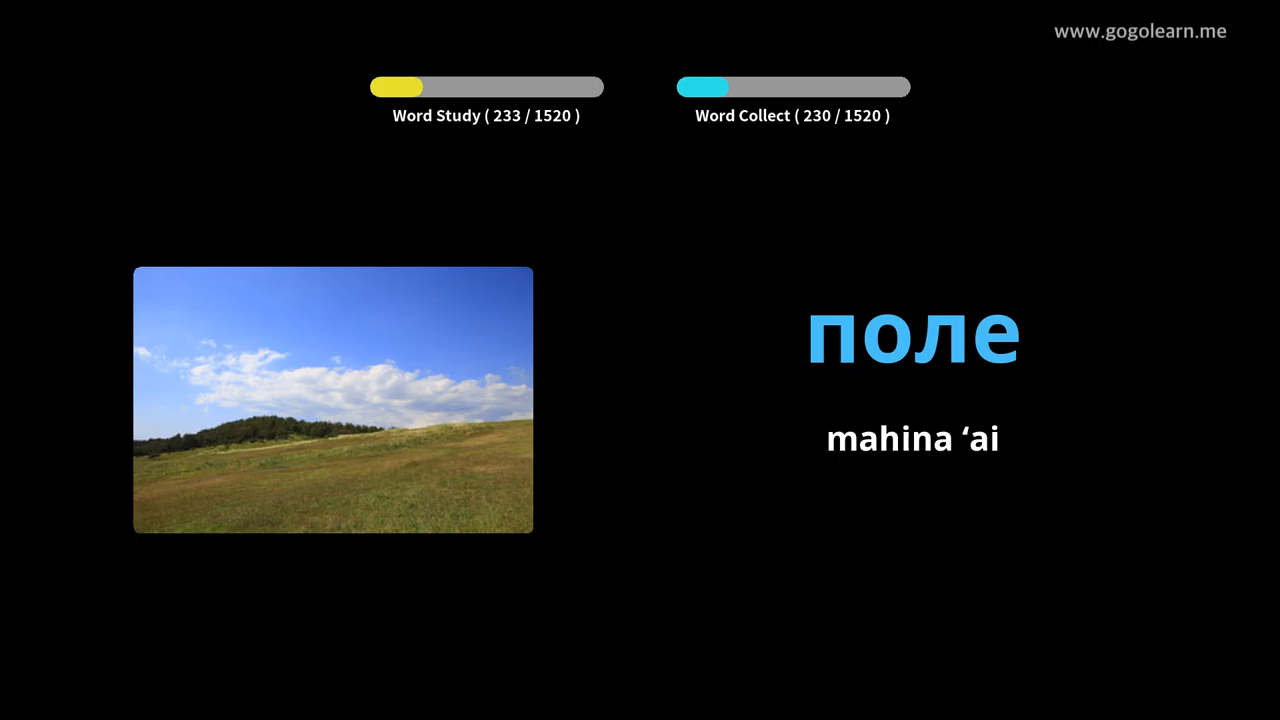 www.gogolearn.me
Word Study ( 233 / 1520 )
Word Collect ( 230 / 1520 )
поле
mahina ʻai